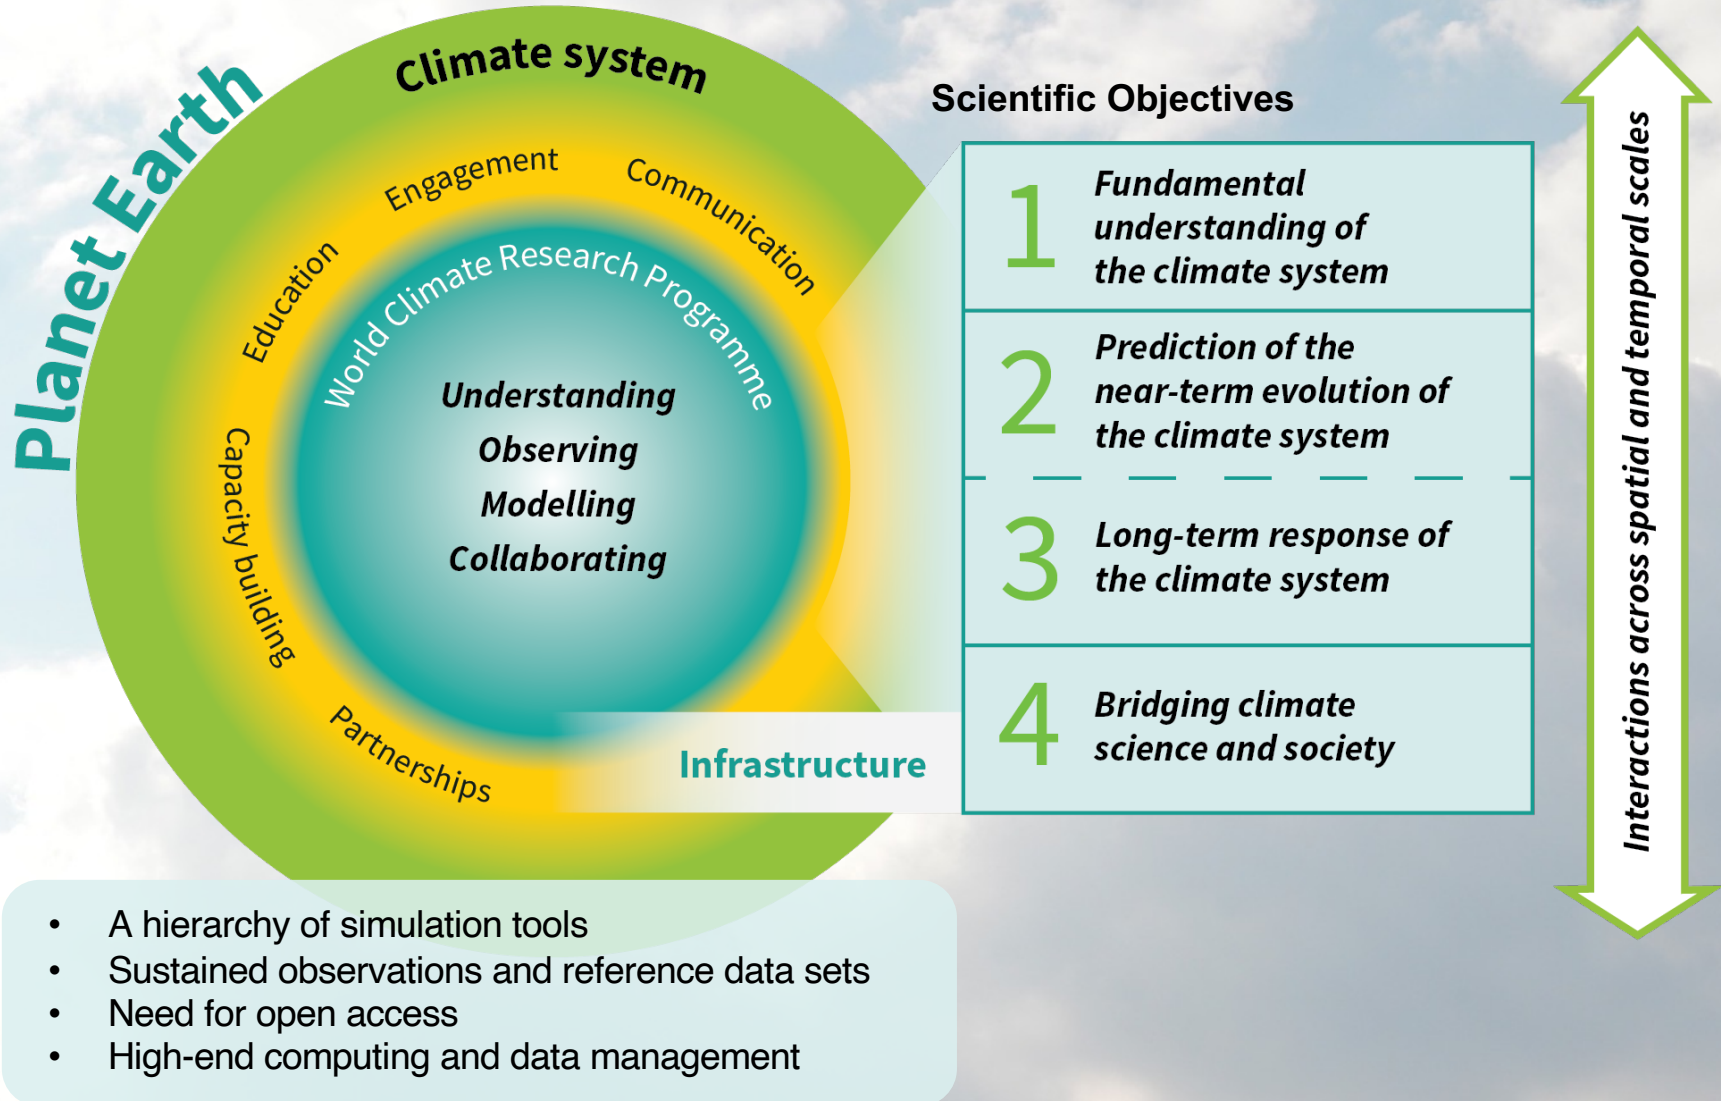 Planet Earth
Climate system
Engagement
Communication
Education
Capacity building
Partnerships
World Climate Research Programme
Understanding
Observing
Modelling
Collaborating
Infrastructure
Scientific Objectives
1
Fundamental
understanding of
the climate system
2
Prediction of the
near-term evolution of
the climate system
3
Long-term response of
the climate system
4
Bridging climate
science and society
Interactions across spatial and temporal scales
• A hierarchy of simulation tools
• Sustained observations and reference data sets
• Need for open access
• High-end computing and data management